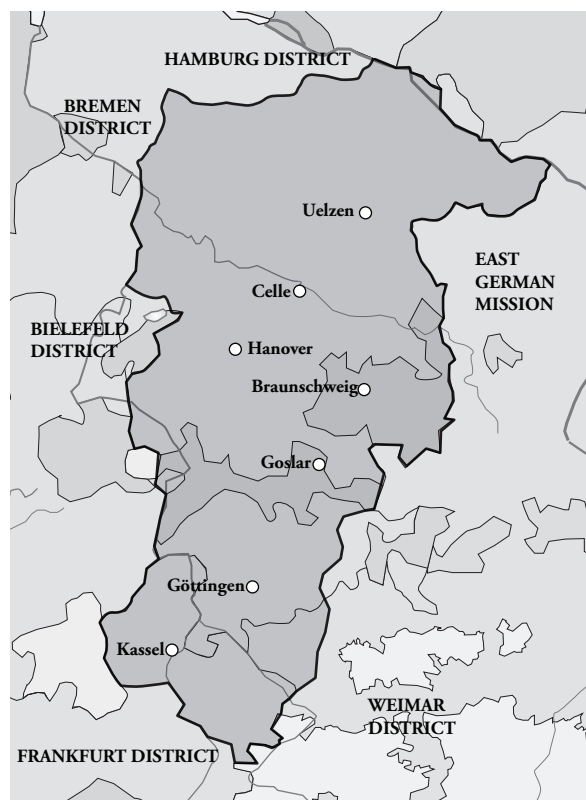 HAMBURG DISTRICT
BREMEN
DISTRICT
Uelzen
EAST
GERMAN
MISSION
Celle
BIELEFELD
DISTRICT
Hanover
Braunschweig
Goslar
Göttingen
Kassel
WEIMAR
DISTRICT
FRANKFURT DISTRICT